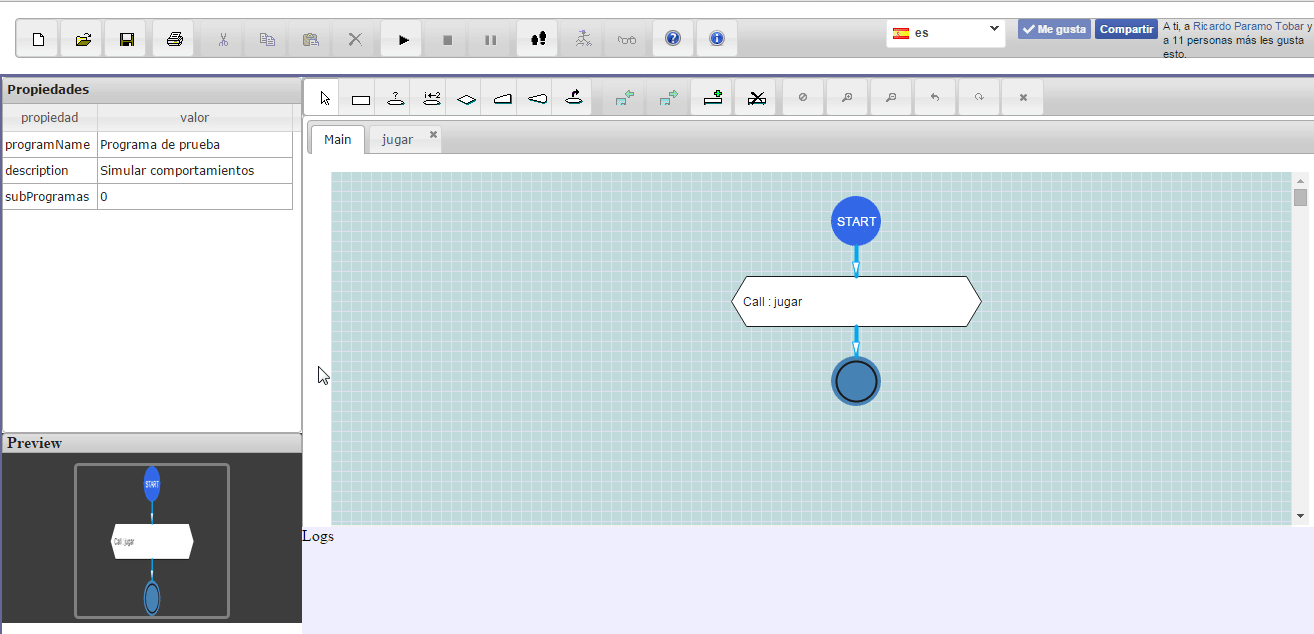 es
Me gusta
Compartir
A ti, a Ricardo Paramo Tobar y
a 11 personas más les gusta
esto.
Propiedades
propiedad valor
programName Programa de prueba
description Simular comportamientos
subProgramas 0
?
i←2
Main jugar
START
Call : jugar
Preview
START
Call : jugar
Logs